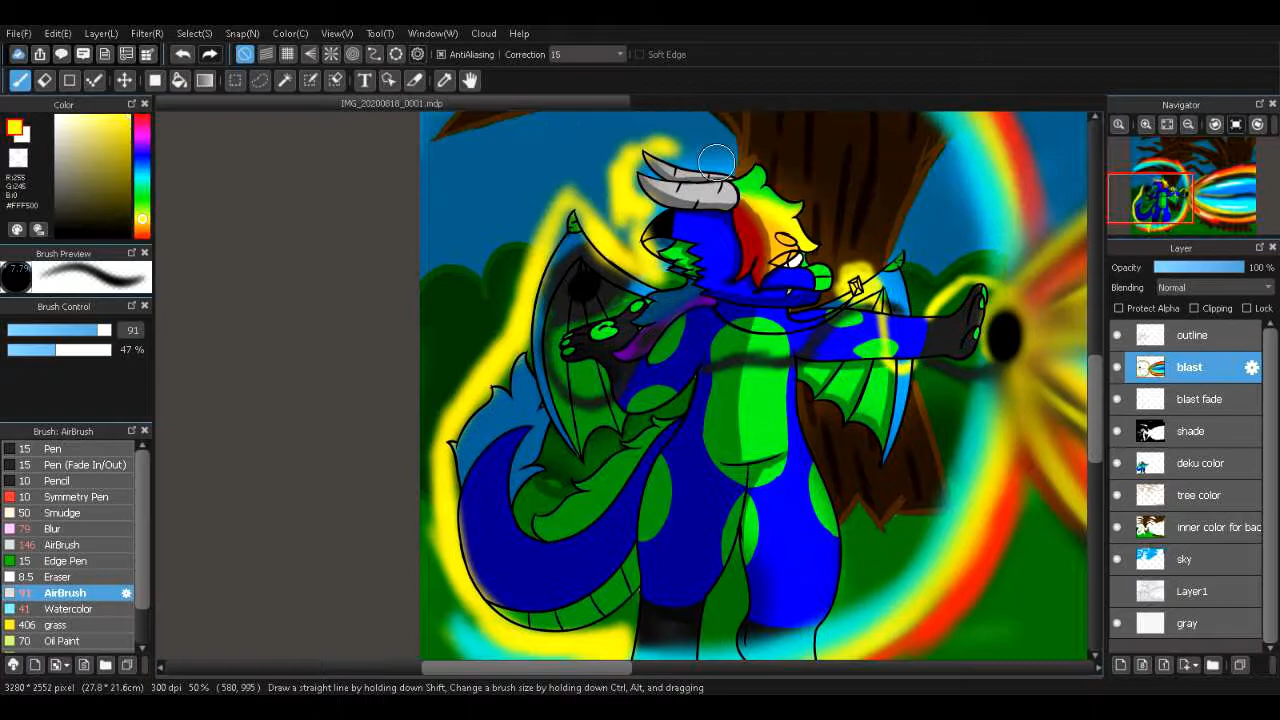 File(F) Edit(E) Layer(L) Filter(R) Select(S) Snap(N) Color(C) View(V) Tool(T) Window(W) Cloud Help
AntiAliasing Correction 15 Soft Edge
Color
IMG_20200818_0001.mdp
Navigator
R:255
G:245
B:0
#FFF500
Brush Preview
7.79
Brush Control
91
47 %
Brush: AirBrush
15 Pen
15 Pen (Fade In/Out)
10 Pencil
10 Symmetry Pen
50 Smudge
79 Blur
146 AirBrush
15 Edge Pen
8.5 Eraser
91 AirBrush
41 Watercolor
406 grass
70 Oil Paint
Layer
Opacity 100 %
Blending Normal
Protect Alpha Clipping Lock
outline
blast
blast fade
shade
deku color
tree color
inner color for bac
sky
Layer1
gray
3280 * 2552 pixel (27.8 * 21.6cm) 300 dpi 50 % (580, 995) Draw a straight line by holding down Shift, Change a brush size by holding down Ctrl, Alt, and dragging